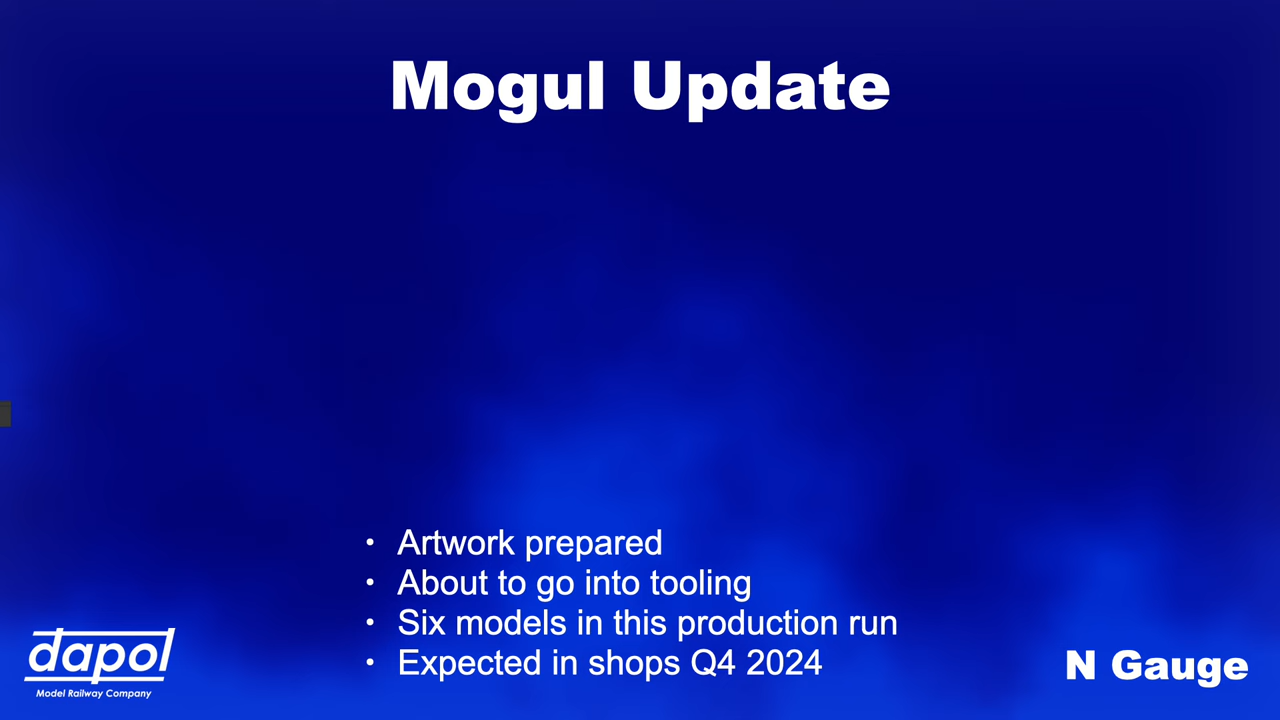 Mogul Update
• Artwork prepared
• About to go into tooling
• Six models in this production run
• Expected in shops Q4 2024
dapol
Model Railway Company
N Gauge